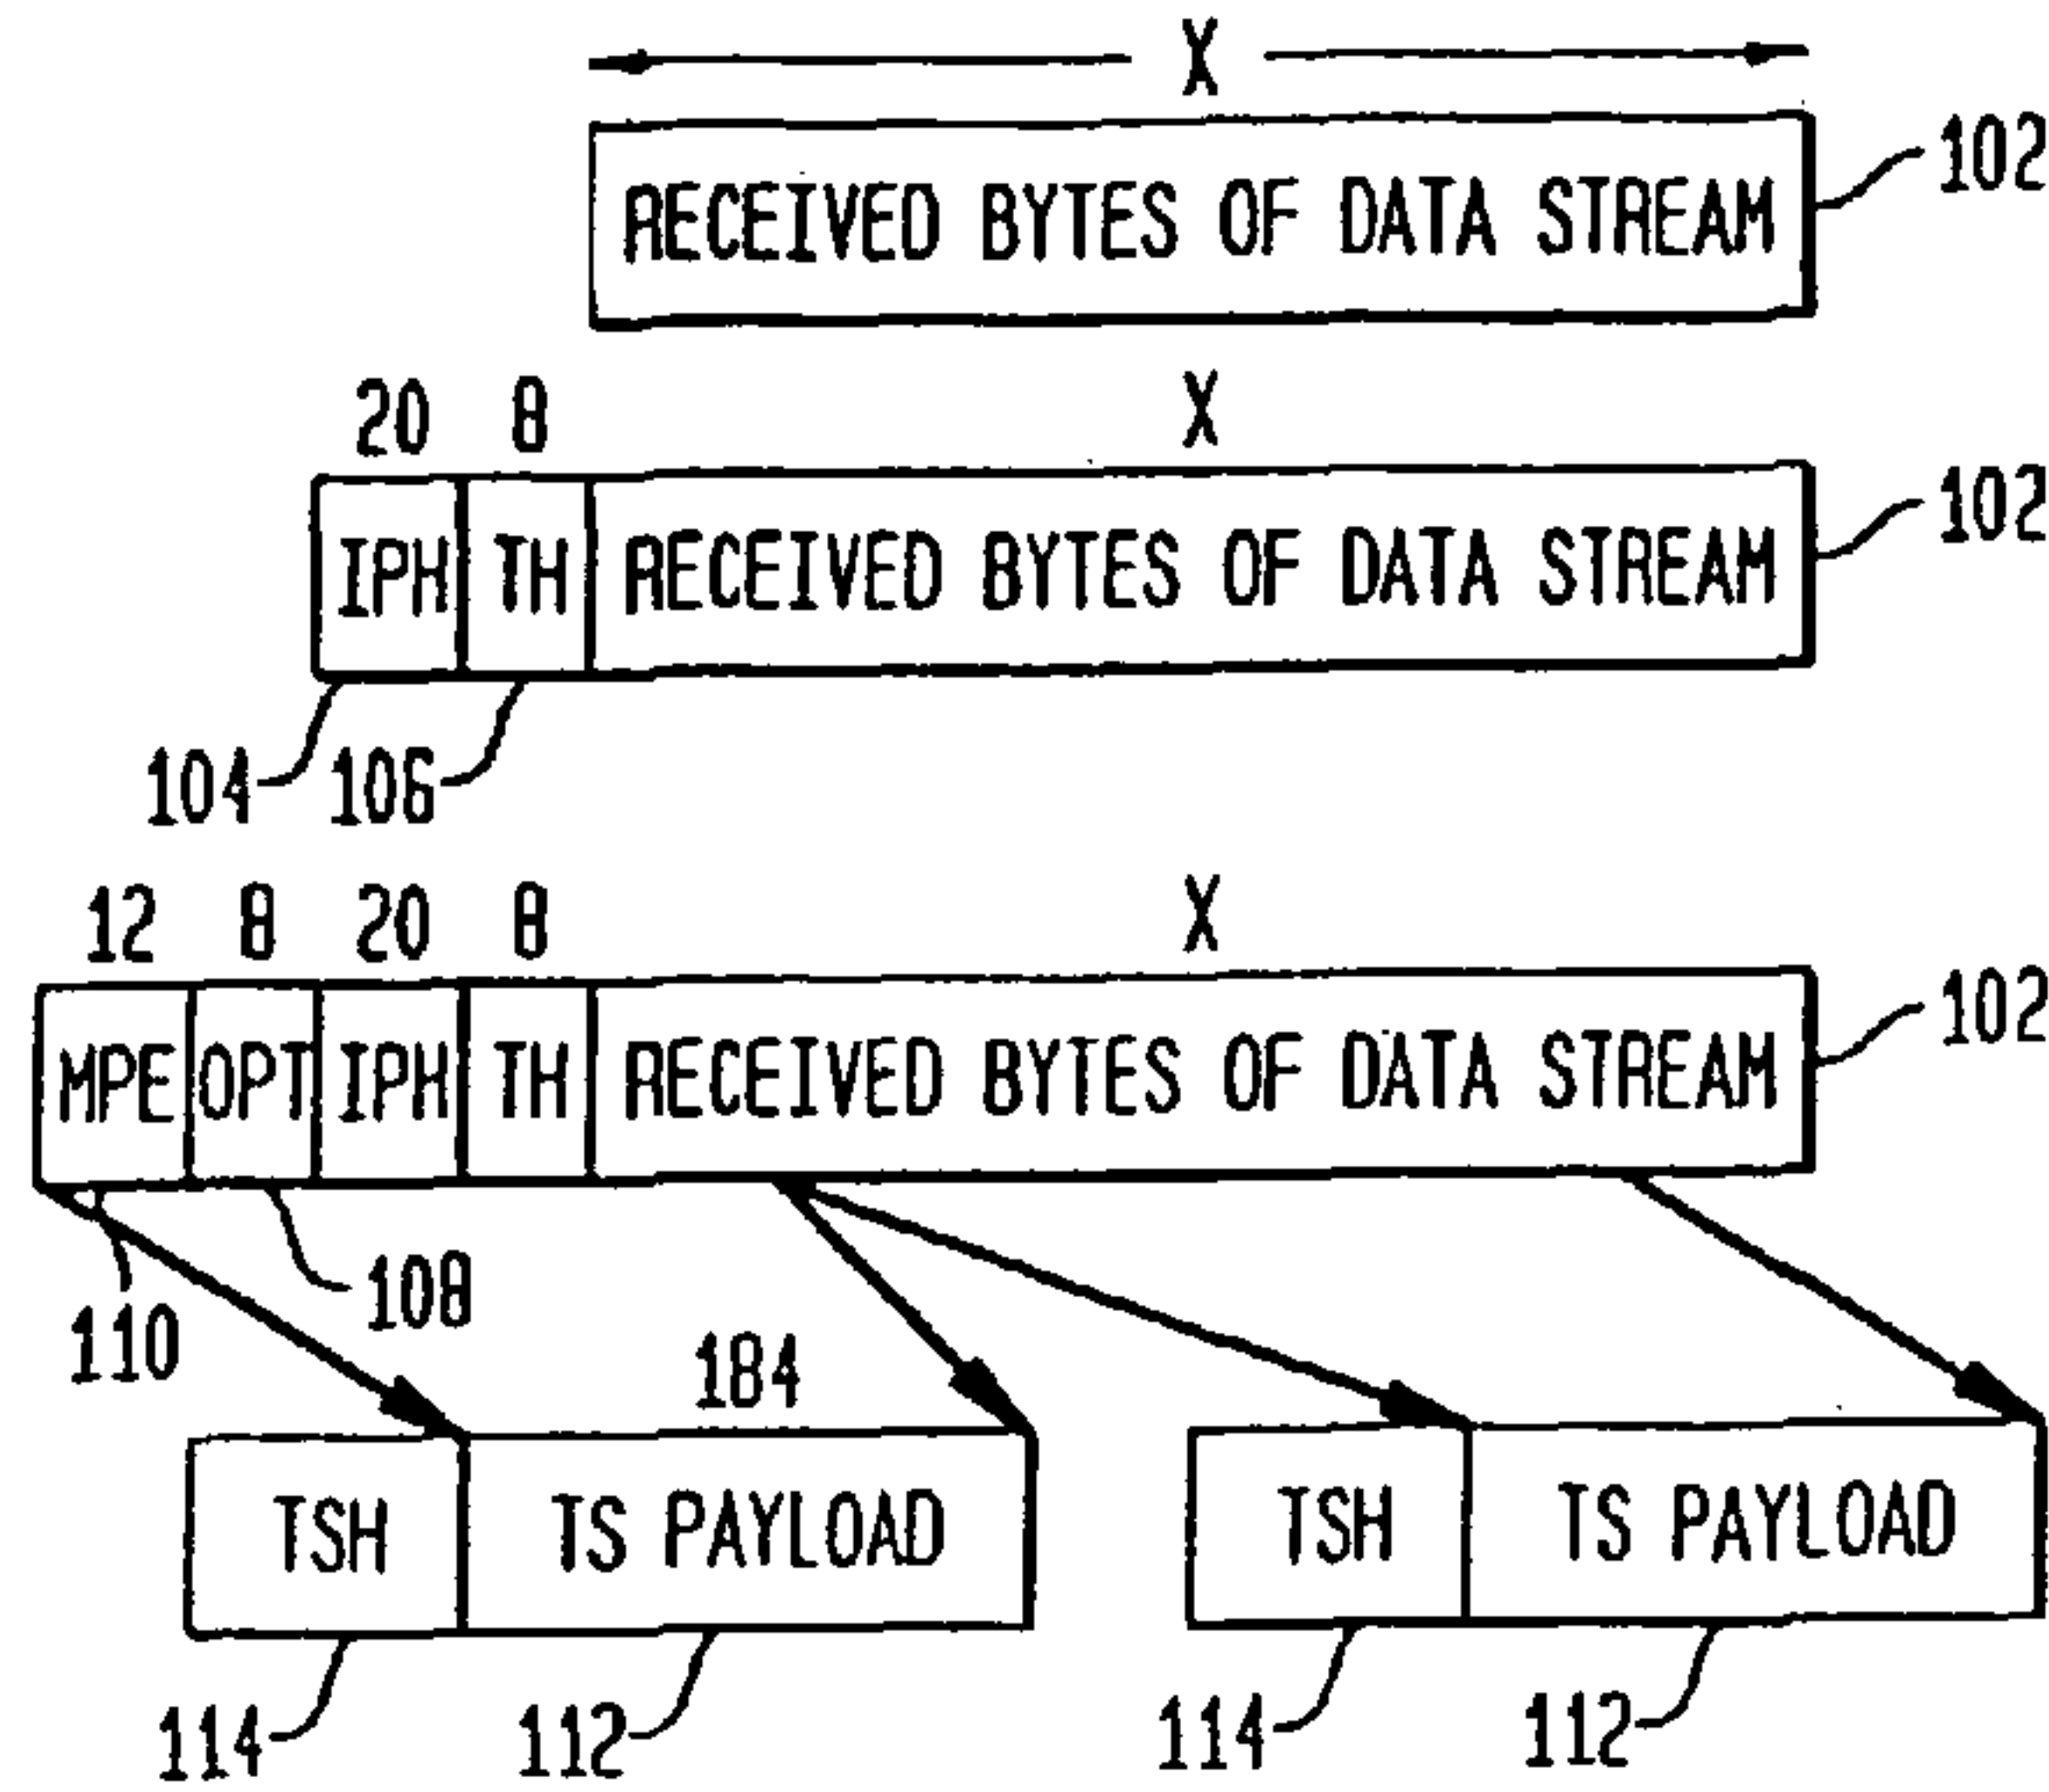 X
RECEIVED BYTES OF DATA STREAM 102
20 8 X
IPH TH RECEIVED BYTES OF DATA STREAM 102
104 106
12 8 20 8 X
MPE OPT IPH TH RECEIVED BYTES OF DATA STREAM 102
110 108
184
TSH TS PAYLOAD TSH TS PAYLOAD
114 112 114 112